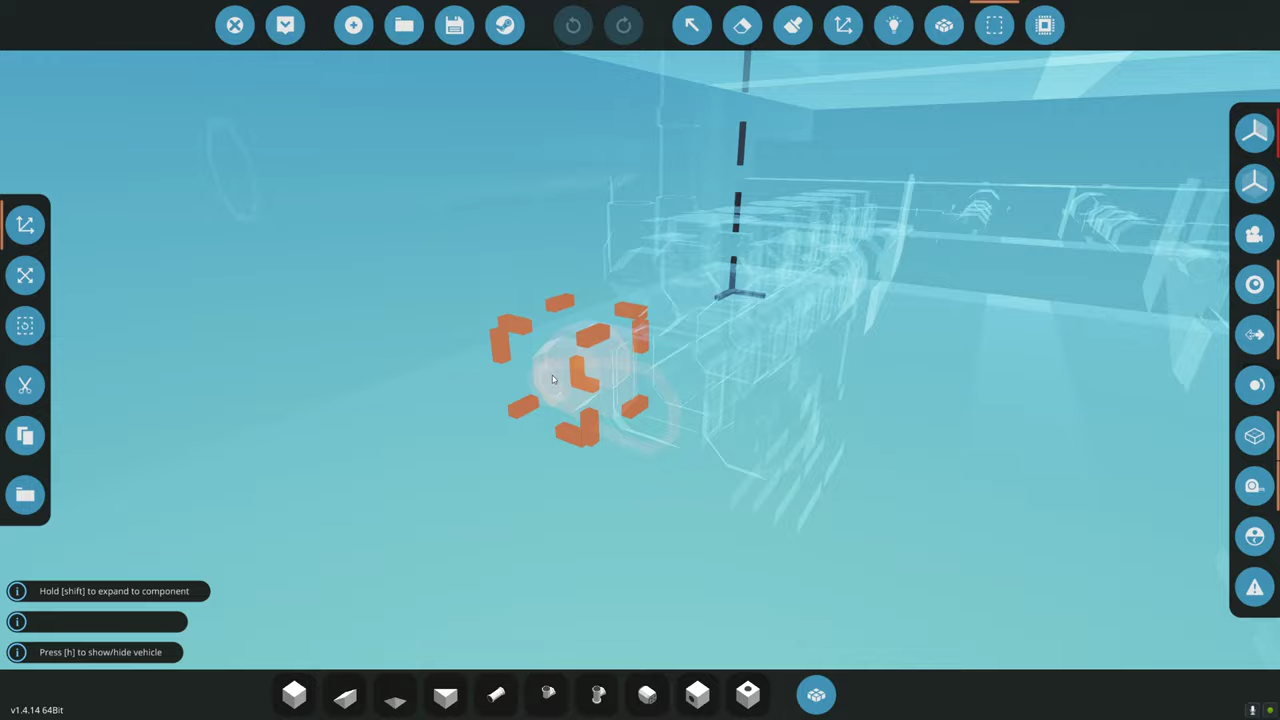 Hold [shift] to expand to component
Press [h] to show/hide vehicle
v1.4.14 64Bit